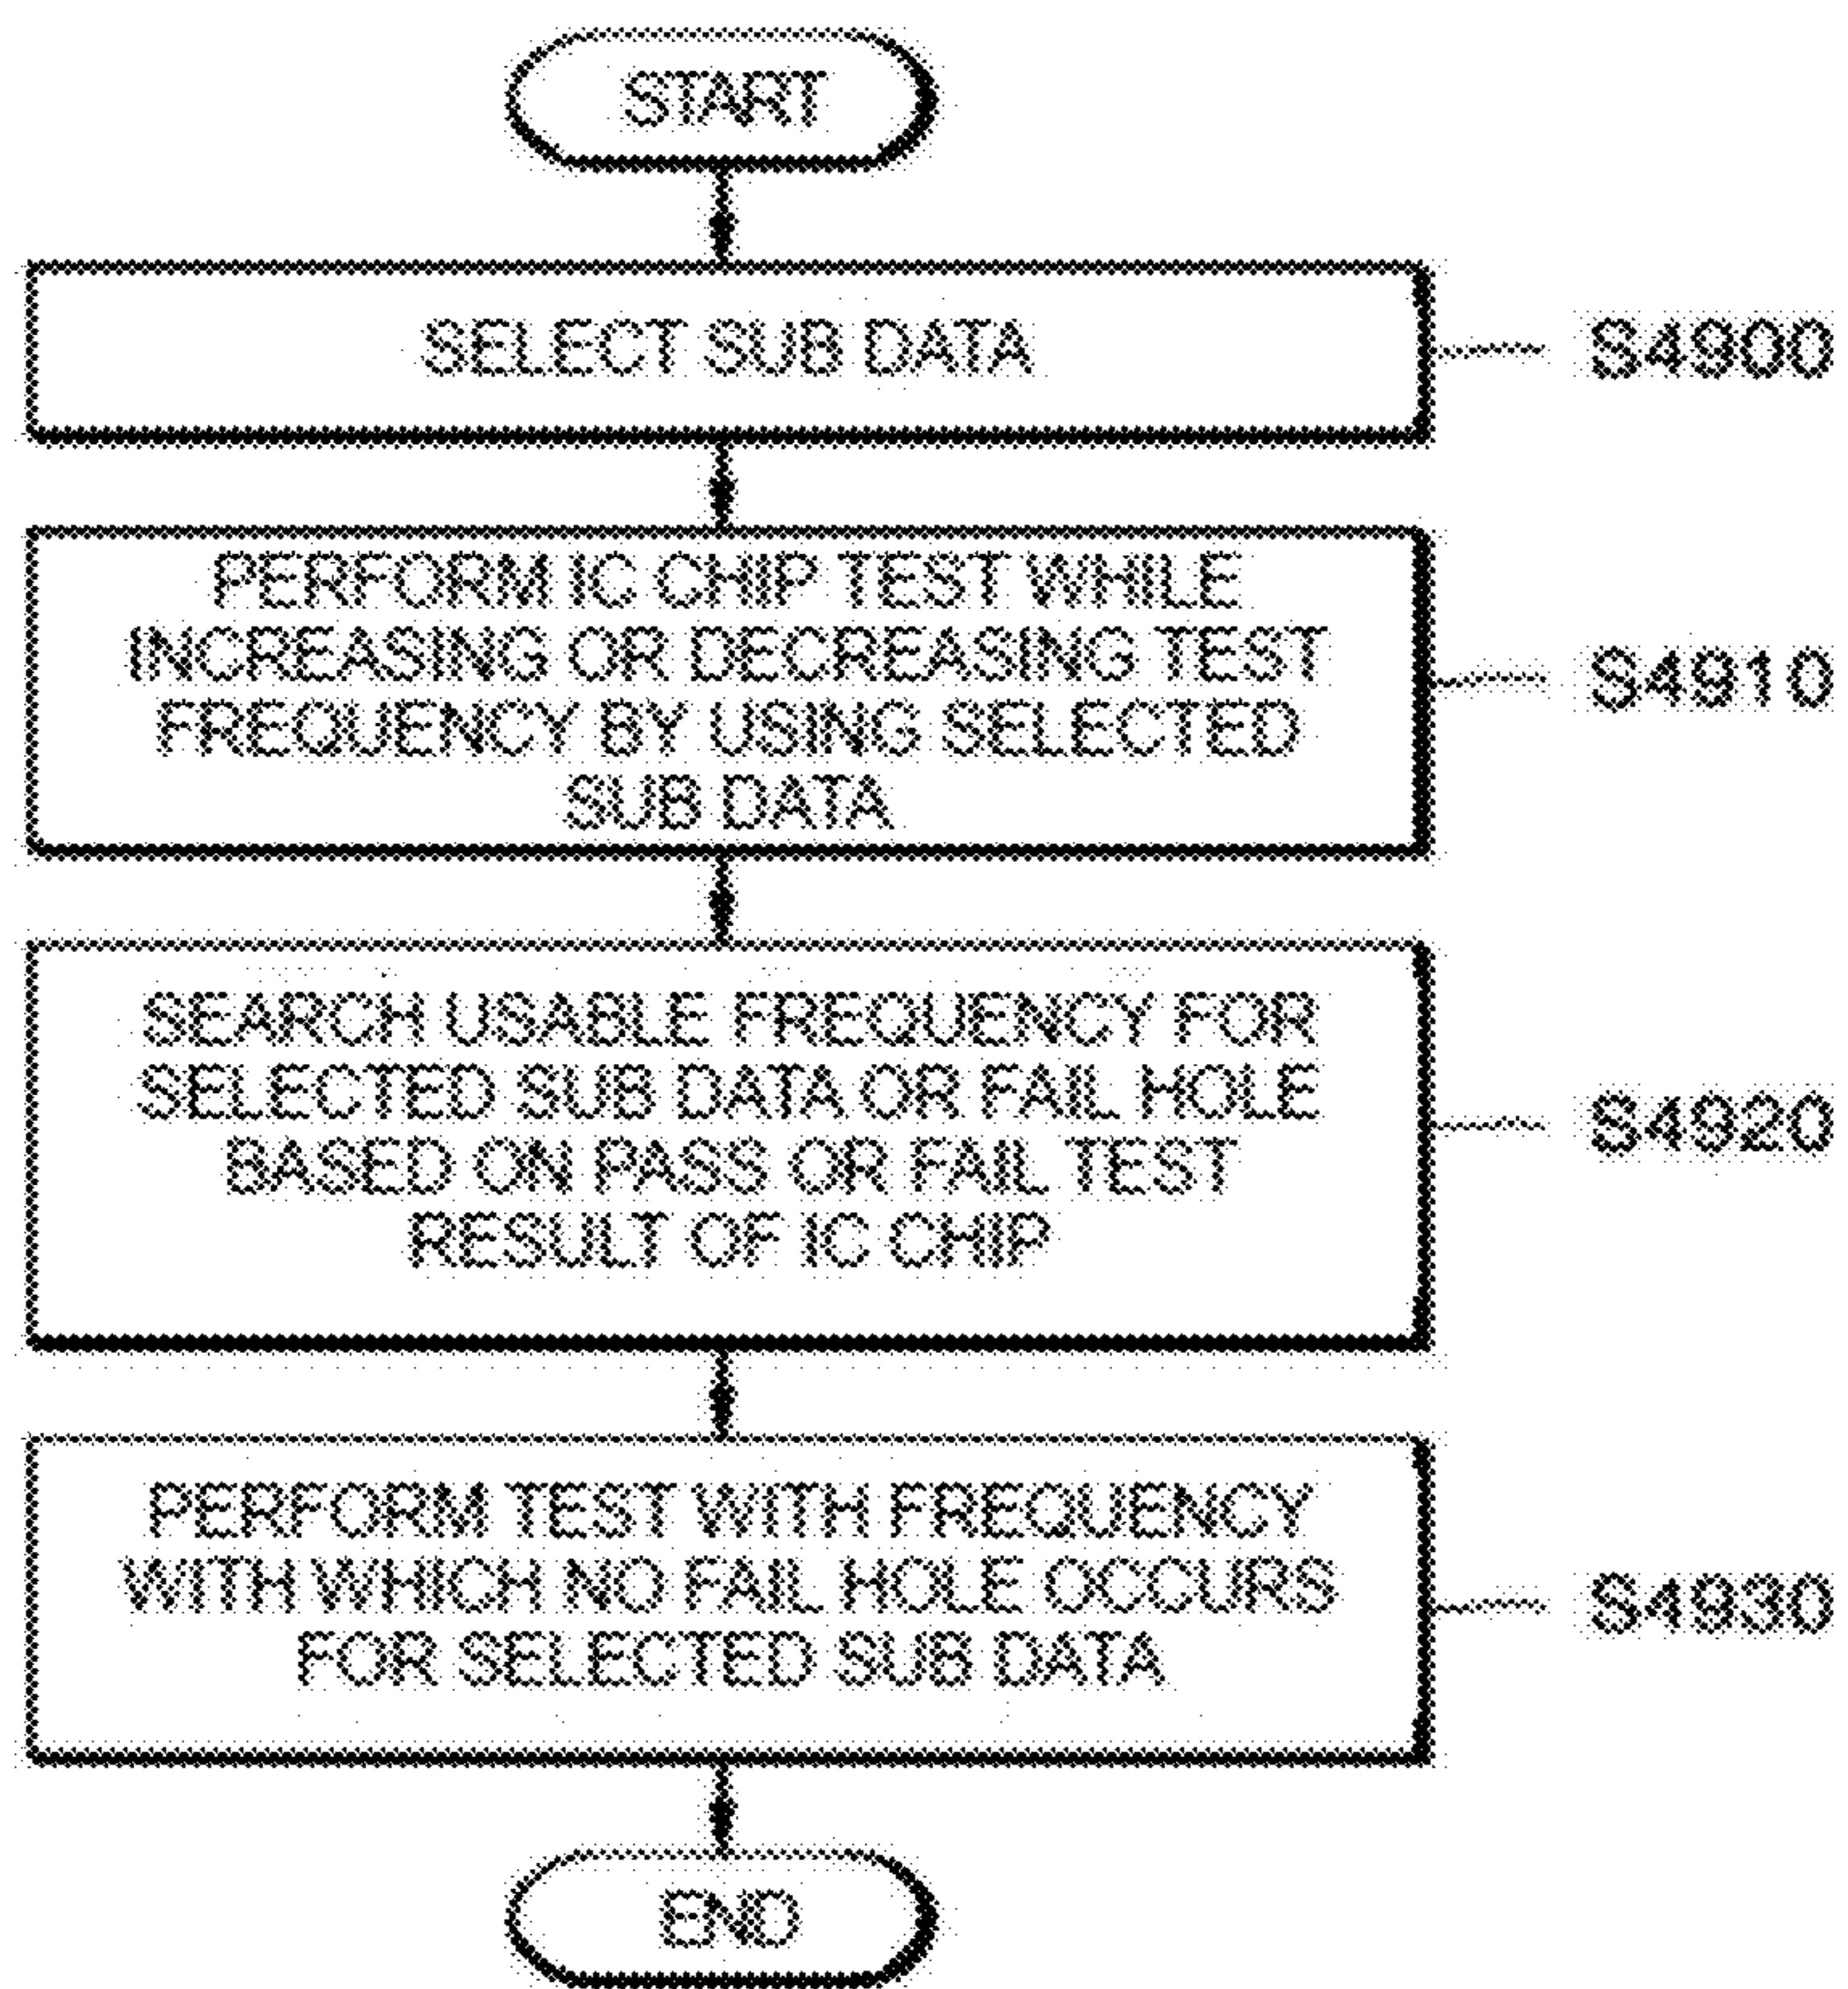 START
SELECT SUB DATA
S4900
PERFORM IC CHIP TEST WHILE
INCREASING OR DECREASING TEST
FREQUENCY BY USING SELECTED
SUB DATA
S4910
SEARCH USABLE FREQUENCY FOR
SELECTED SUB DATA OR FAIL HOLE
BASED ON PASS OR FAIL TEST
RESULT OF IC CHIP
S4920
PERFORM TEST WITH FREQUENCY
WITH WHICH NO FAIL HOLE OCCURS
FOR SELECTED SUB DATA
S4930
END